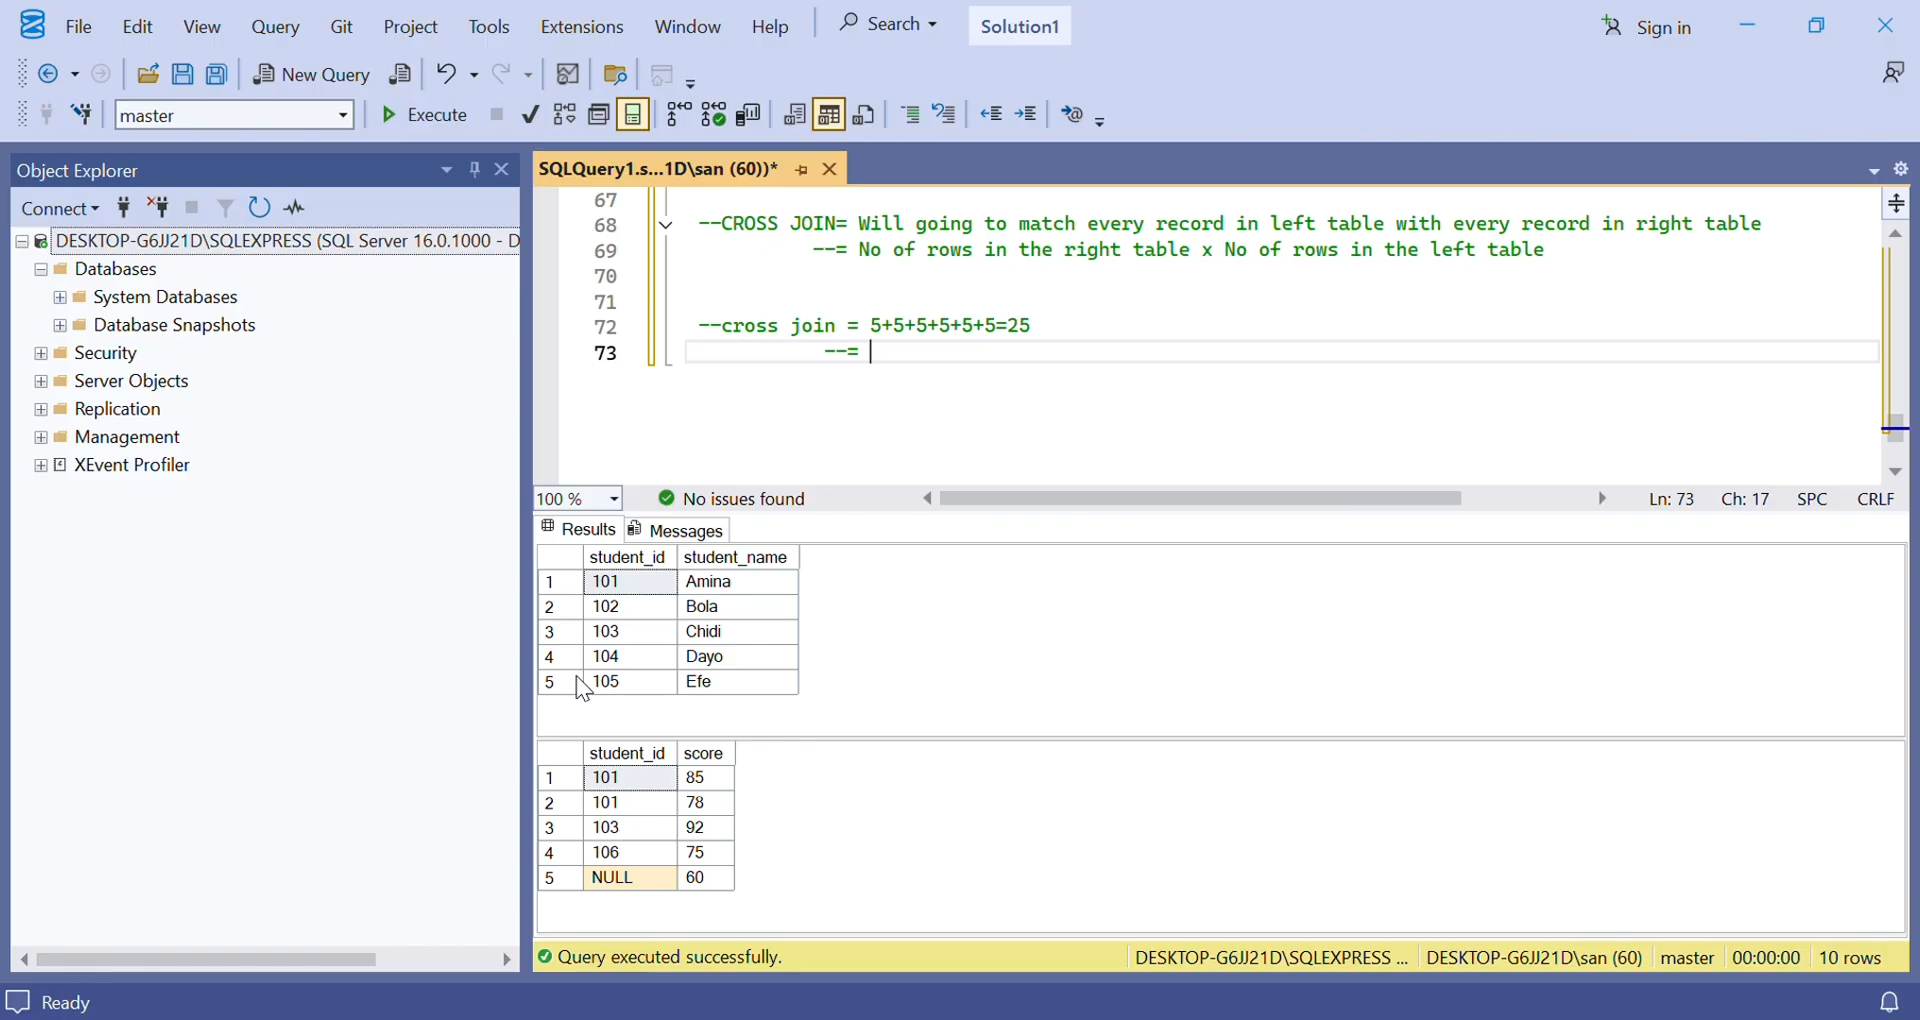 File Edit View Query Git Project Tools Extensions Window Help Search Solution1 Sign in
New Query
master Execute
Object Explorer
Connect
DESKTOP-G6JJ21D\SQLEXPRESS (SQL Server 16.0.1000 - D
Databases
System Databases
Database Snapshots
Security
Server Objects
Replication
Management
XEvent Profiler
SQLQuery1.s...1D\san (60))*
67
68 --CROSS JOIN= Will going to match every record in left table with every record in right table
69 --= No of rows in the right table x No of rows in the left table
70
71
72 --cross join = 5+5+5+5+5+5=25
73 --=
100 % No issues found Ln: 73 Ch: 17 SPC CRLF
Results Messages
student_id student_name
1 101 Amina
2 102 Bola
3 103 Chidi
4 104 Dayo
5 105 Efe
student_id score
1 101 85
2 101 78
3 103 92
4 106 75
5 NULL 60
Query executed successfully. DESKTOP-G6JJ21D\SQLEXPRESS ... DESKTOP-G6JJ21D\san (60) master 00:00:00 10 rows
Ready